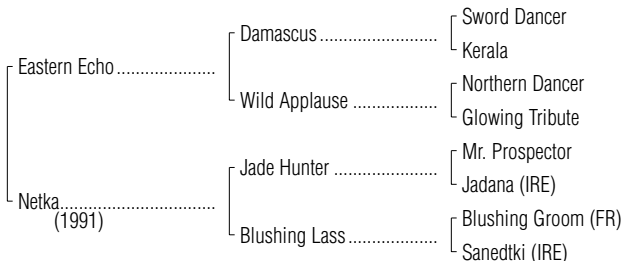 Sword Dancer
Damascus
Kerala
Eastern Echo
Northern Dancer
Wild Applause
Glowing Tribute
Mr. Prospector
Jade Hunter
Jadana (IRE)
Netka
(1991)
Blushing Groom (FR)
Blushing Lass
Sanedtki (IRE)